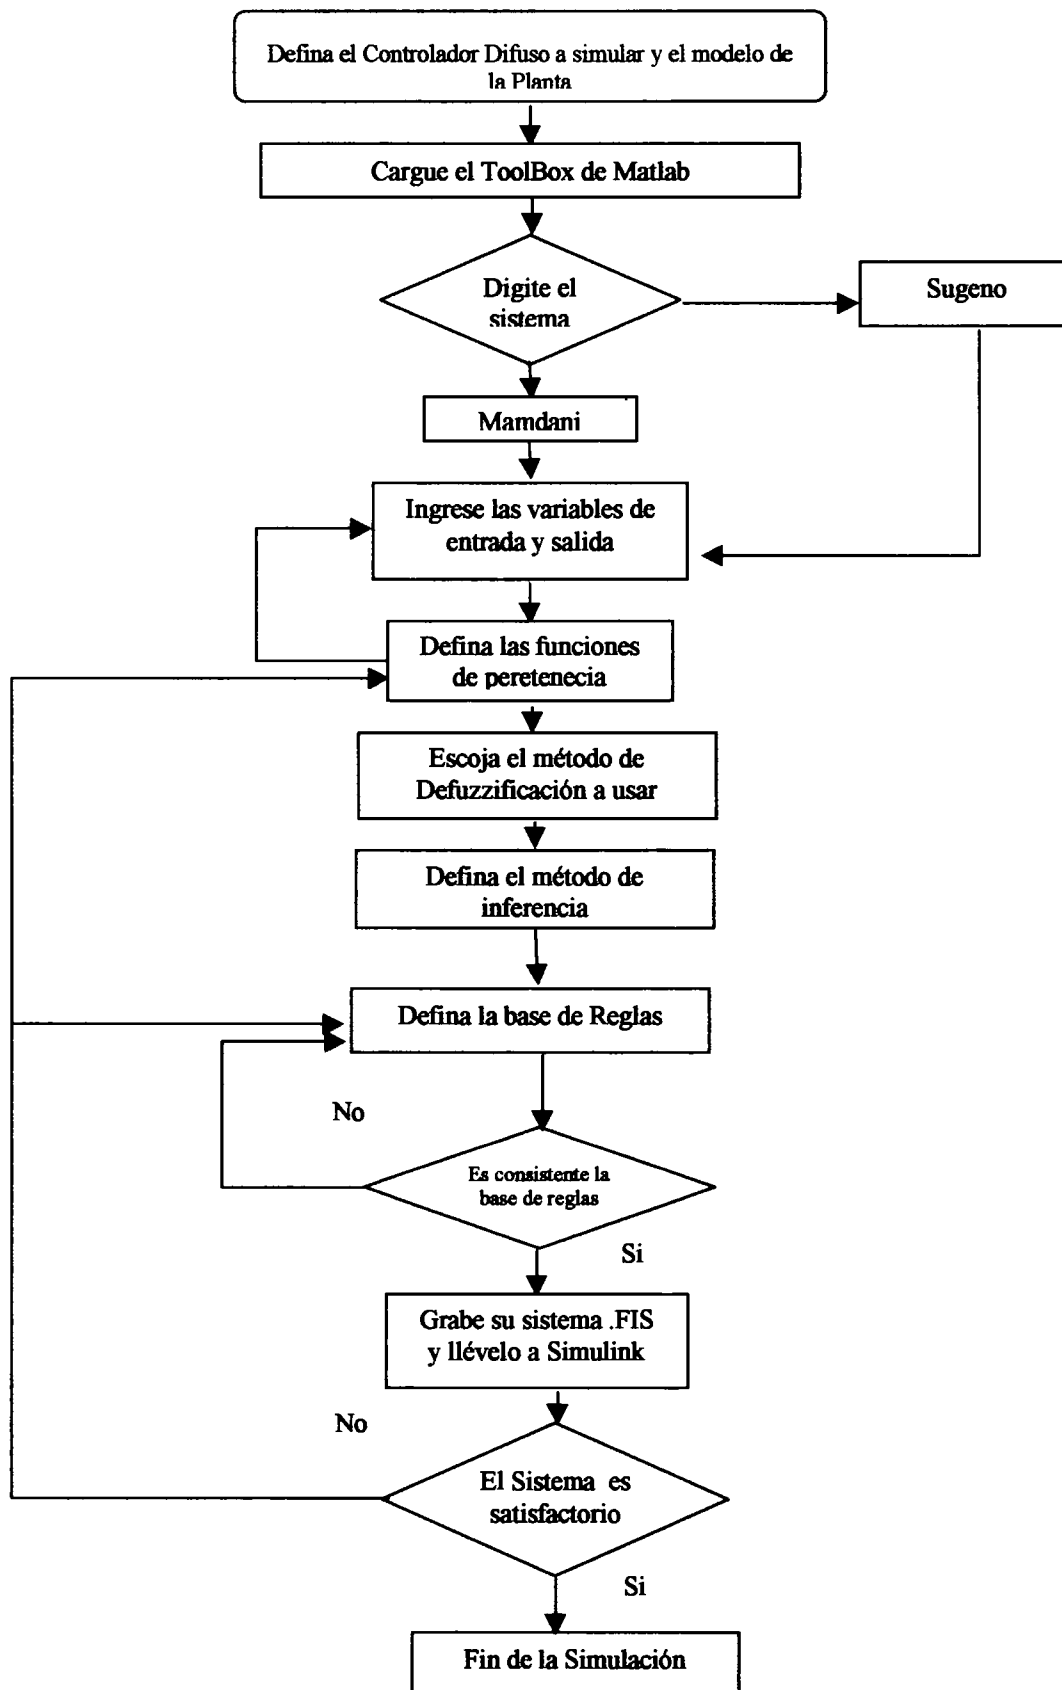 Defina el Controlador Difuso a simular y el modelo de
la Planta
Cargue el ToolBox de Matlab
Digite el
sistema
Sugeno
Mamdani
Ingrese las variables de
entrada y salida
Defina las funciones
de peretenecia
Escoja el método de
Defuzzificación a usar
Defina el método de
inferencia
Defina la base de Reglas
No
Es consistente la
base de reglas
Si
Grabe su sistema .FIS
y llévelo a Simulink
No
El Sistema es
satisfactorio
Si
Fin de la Simulación